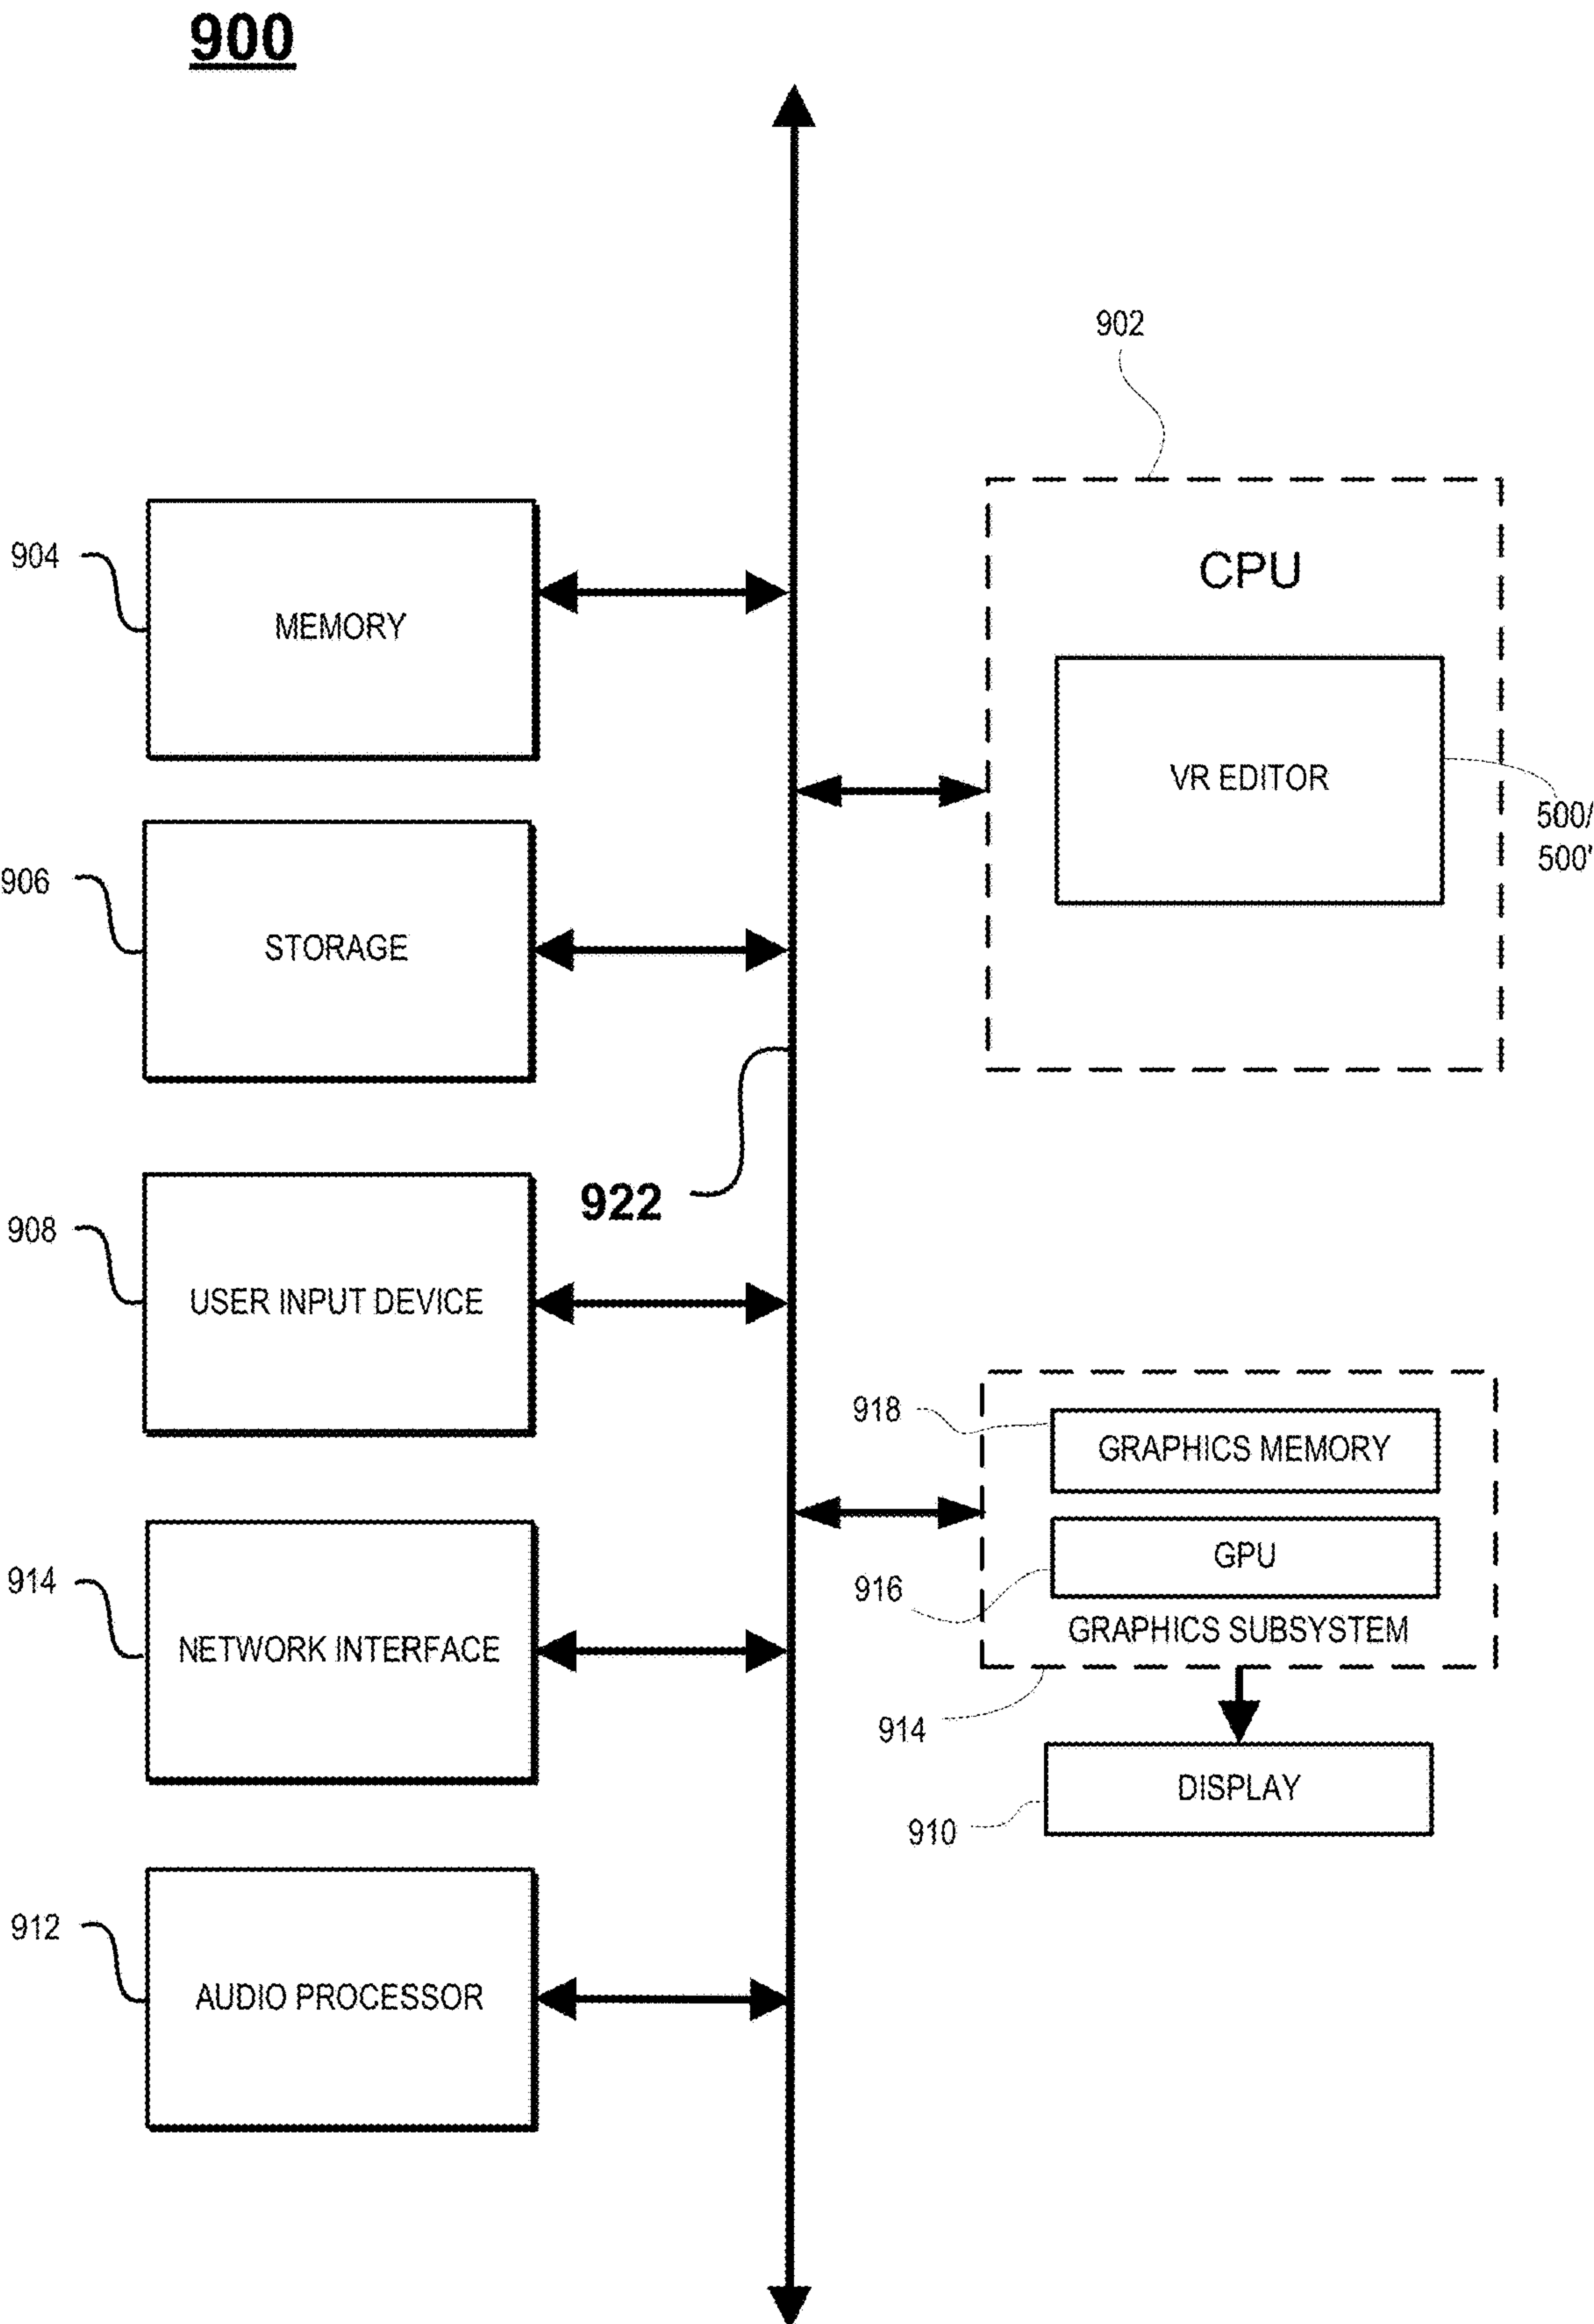 900
902
CPU
904
MEMORY
VR EDITOR
500/
500'
906
STORAGE
922
908
USER INPUT DEVICE
918
GRAPHICS MEMORY
GPU
916
GRAPHICS SUBSYSTEM
914
NETWORK INTERFACE
914
DISPLAY
910
912
AUDIO PROCESSOR